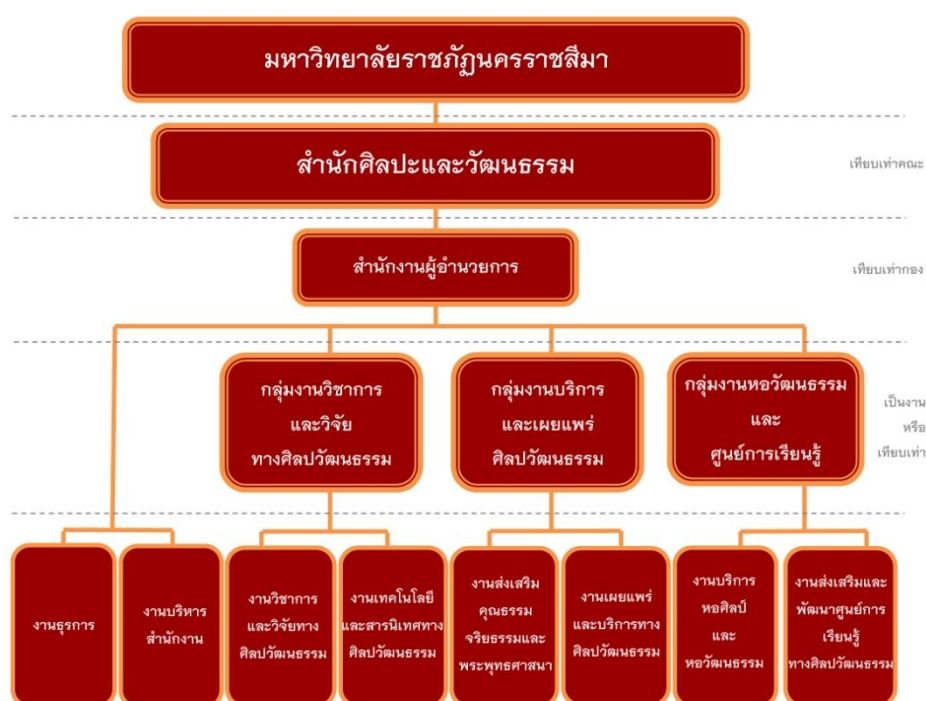 มหาวิทยาลัยราชภัฏนครราชสีมา
สำนักศิลปะและวัฒนธรรม
เทียบเท่าคณะ
สำนักงานผู้อำนวยการ
เทียบเท่ากอง
กลุ่มงานวิชาการ
และวิจัย
ทางศิลปวัฒนธรรม
กลุ่มงานบริการ
และเผยแพร่
ศิลปวัฒนธรรม
กลุ่มงานหอวัฒนธรรม
และ
ศูนย์การเรียนรู้
เป็นงาน
หรือ
เทียบเท่า
งานธุรการ
งานบริหาร
สำนักงาน
งานวิชาการ
และวิจัยทาง
ศิลปวัฒนธรรม
งานเทคโนโลยี
และสารนิเทศทาง
ศิลปวัฒนธรรม
งานส่งเสริม
คุณธรรม
จริยธรรมและ
พระพุทธศาสนา
งานเผยแพร่
และบริการทาง
ศิลปวัฒนธรรม
งานบริการ
หอศิลป์
และ
หอวัฒนธรรม
งานส่งเสริมและ
พัฒนาศูนย์การ
เรียนรู้
ทางศิลปวัฒนธรรม